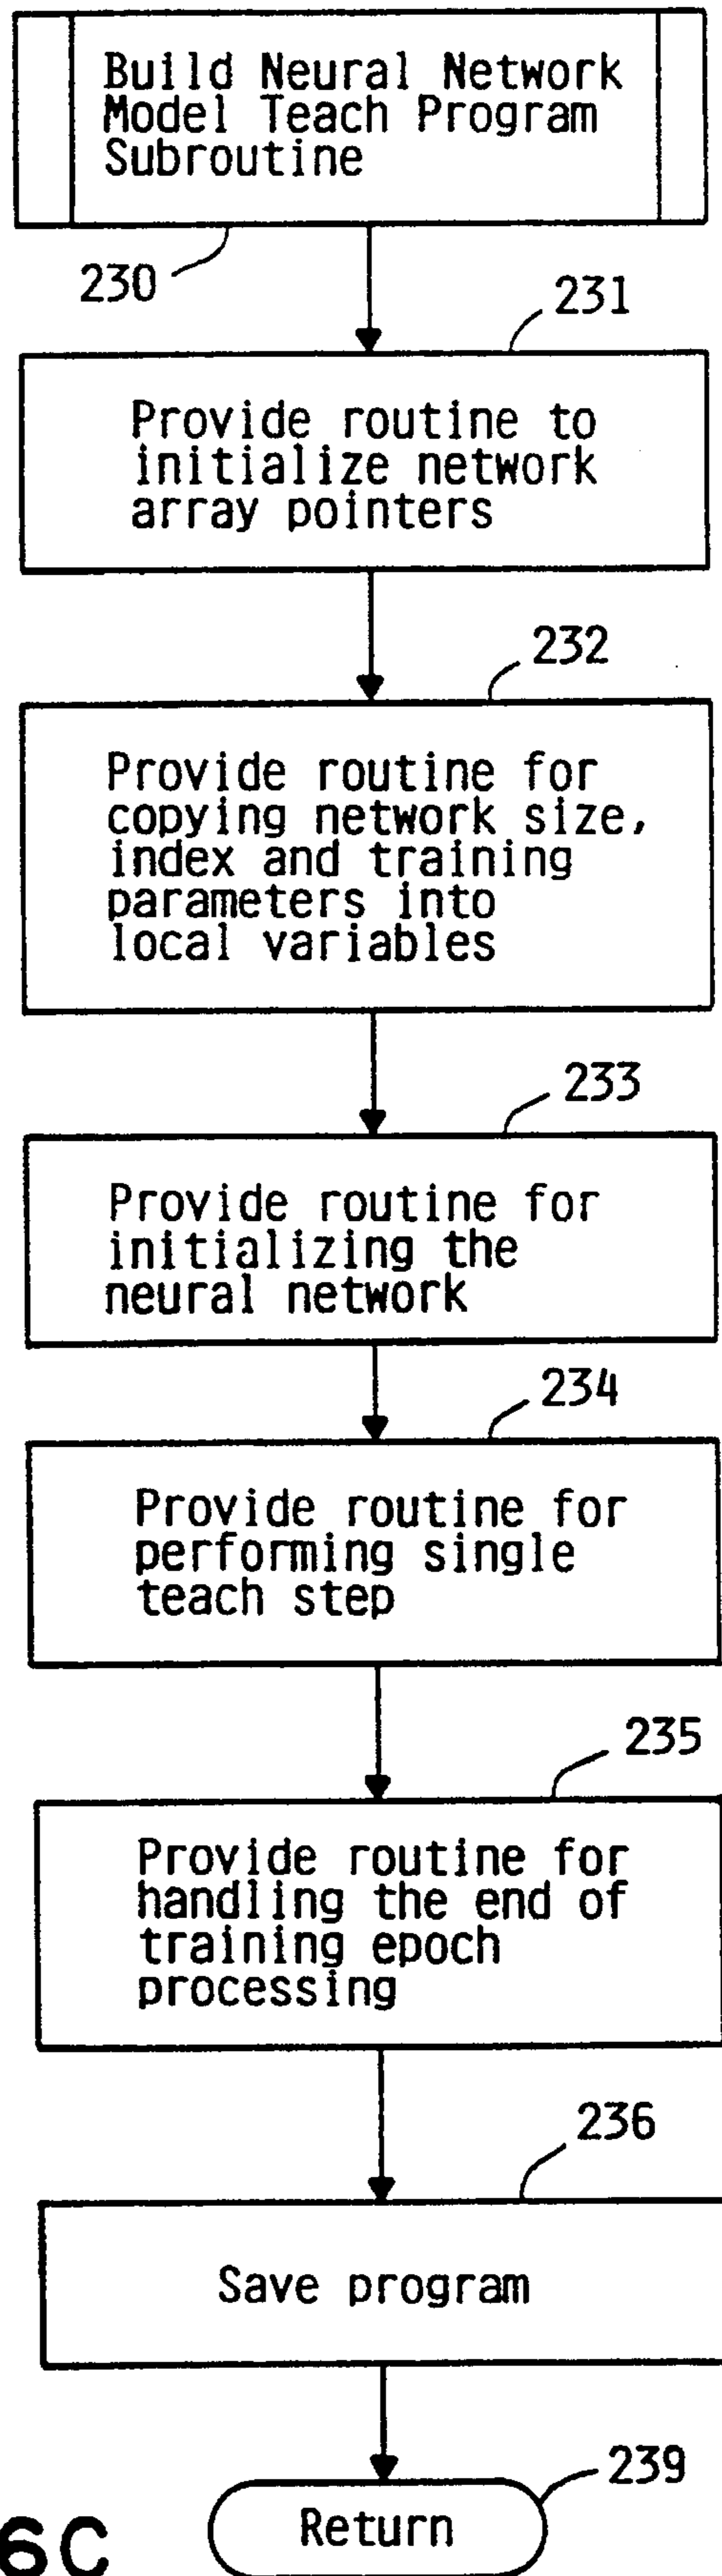 Build Neural Network
Model Teach Program
Subroutine
230
231
Provide routine to
initialize network
array pointers
232
Provide routine for
copying network size,
index and training
parameters into
local variables
233
Provide routine for
initializing the
neural network
234
Provide routine for
performing single
teach step
235
Provide routine for
handling the end of
training epoch
processing
236
Save program
239
Return
6C